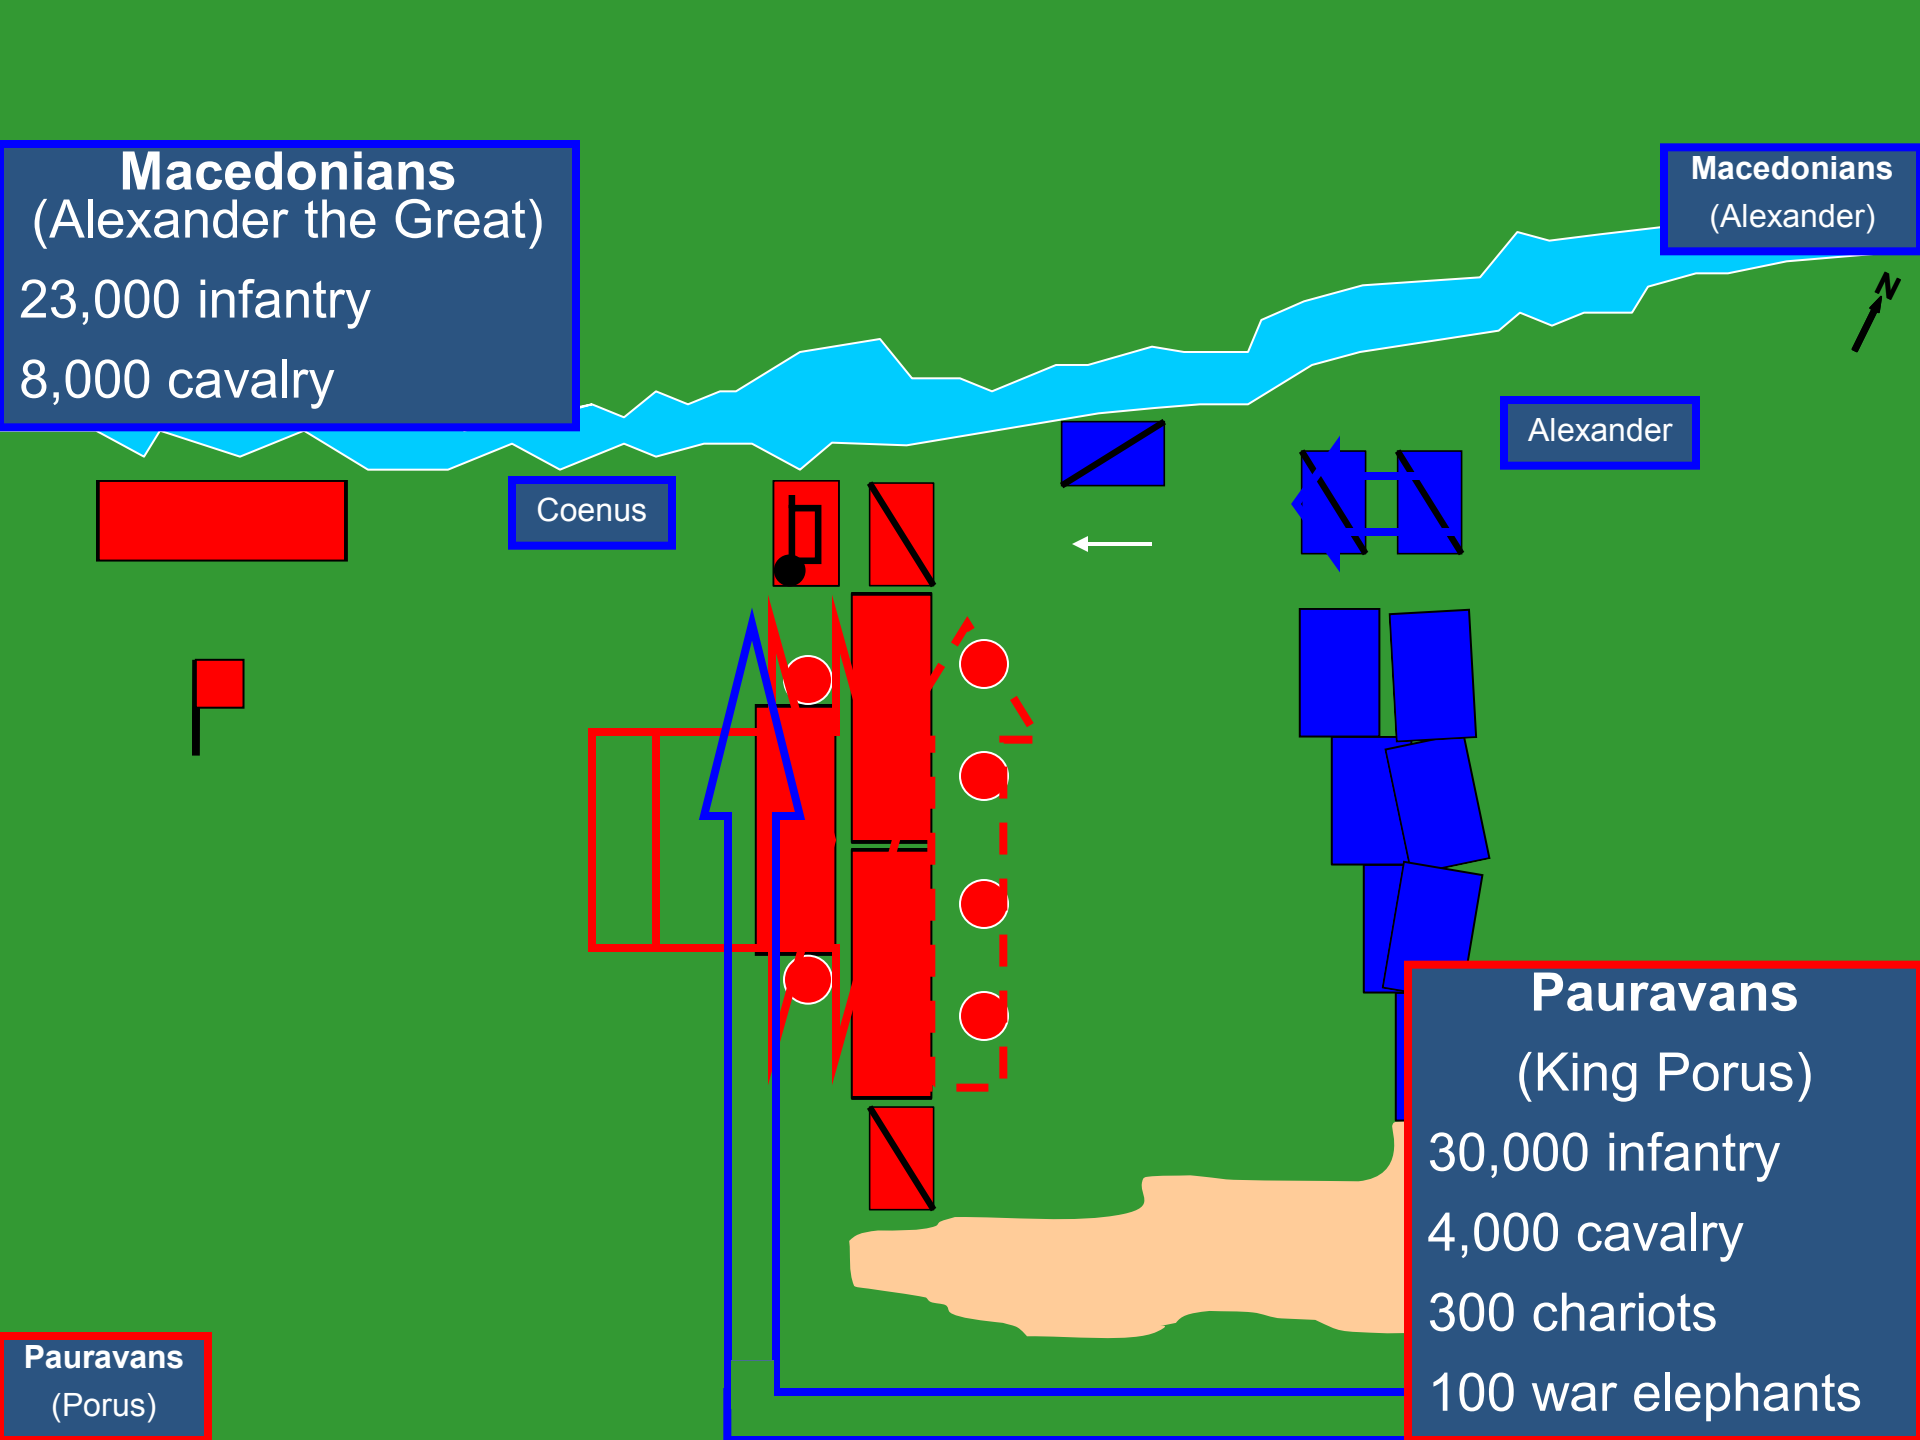 Macedonians
(Alexander the Great)
23,000 infantry
8,000 cavalry
Macedonians
(Alexander)
N
Alexander
Coenus
Pauravans
(King Porus)
30,000 infantry
4,000 cavalry
300 chariots
100 war elephants
Pauravans
(Porus)